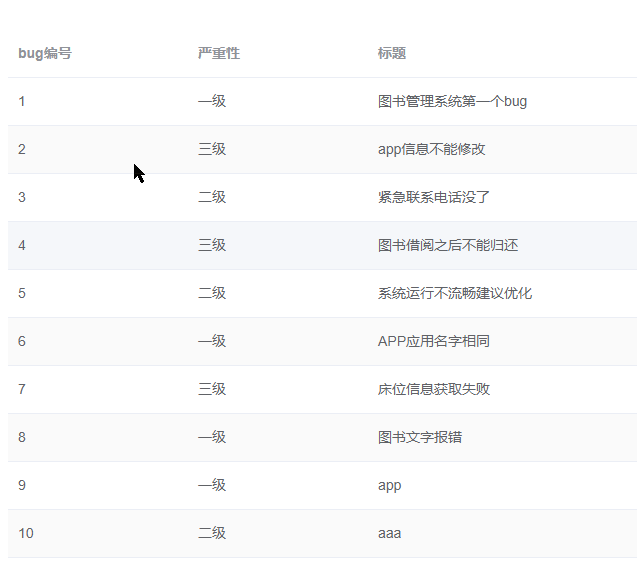 bug编号 严重性 标题
1 一级 图书管理系统第一个bug
2 三级 app信息不能修改
3 二级 紧急联系电话没了
4 三级 图书借阅之后不能归还
5 二级 系统运行不流畅建议优化
6 一级 APP应用名字相同
7 三级 床位信息获取失败
8 一级 图书文字报错
9 一级 app
10 二级 aaa